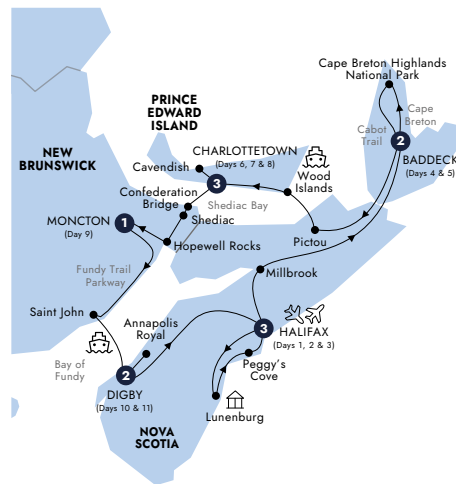 Cape Breton Highlands
National Park
PRINCE
EDWARD
ISLAND
Cape
Breton
Cabot
Trail
NEW
BRUNSWICK
CHARLOTTETOWN
(Days 6, 7 & 8)
2
BADDECK
(Days 4 & 5)
Cavendish
3
Wood
Islands
Confederation
Bridge
Shediac Bay
1
MONCTON
(Day 9)
Shediac
Pictou
Hopewell Rocks
Fundy Trail
Parkway
Millbrook
Saint John
Annapolis
Royal
3
HALIFAX
(Days 1, 2 & 3)
Bay of
Fundy
Peggy's
Cove
2
DIGBY
(Days 10 & 11)
Lunenburg
NOVA
SCOTIA